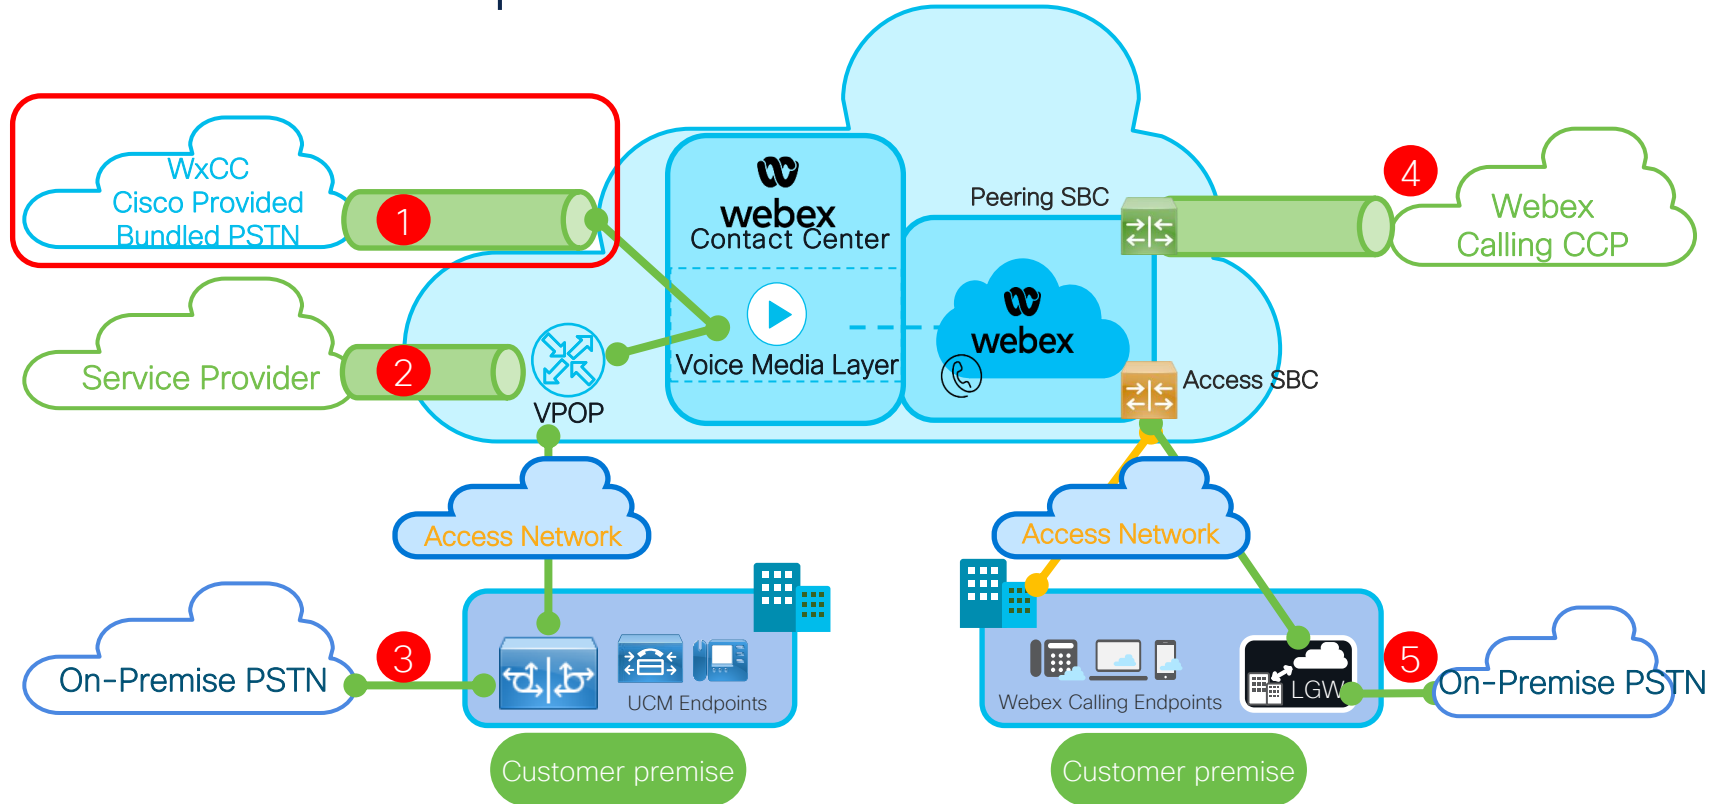 WxCC
Cisco Provided
Bundled PSTN
1
webex
Contact Center
Peering SBC
4
Webex
Calling CCP
Service Provider
2
VPOP
Voice Media Layer
webex
Access SBC
Access Network
Access Network
On-Premise PSTN
3
UCM Endpoints
Webex Calling Endpoints
LGW
5
On-Premise PSTN
Customer premise
Customer premise